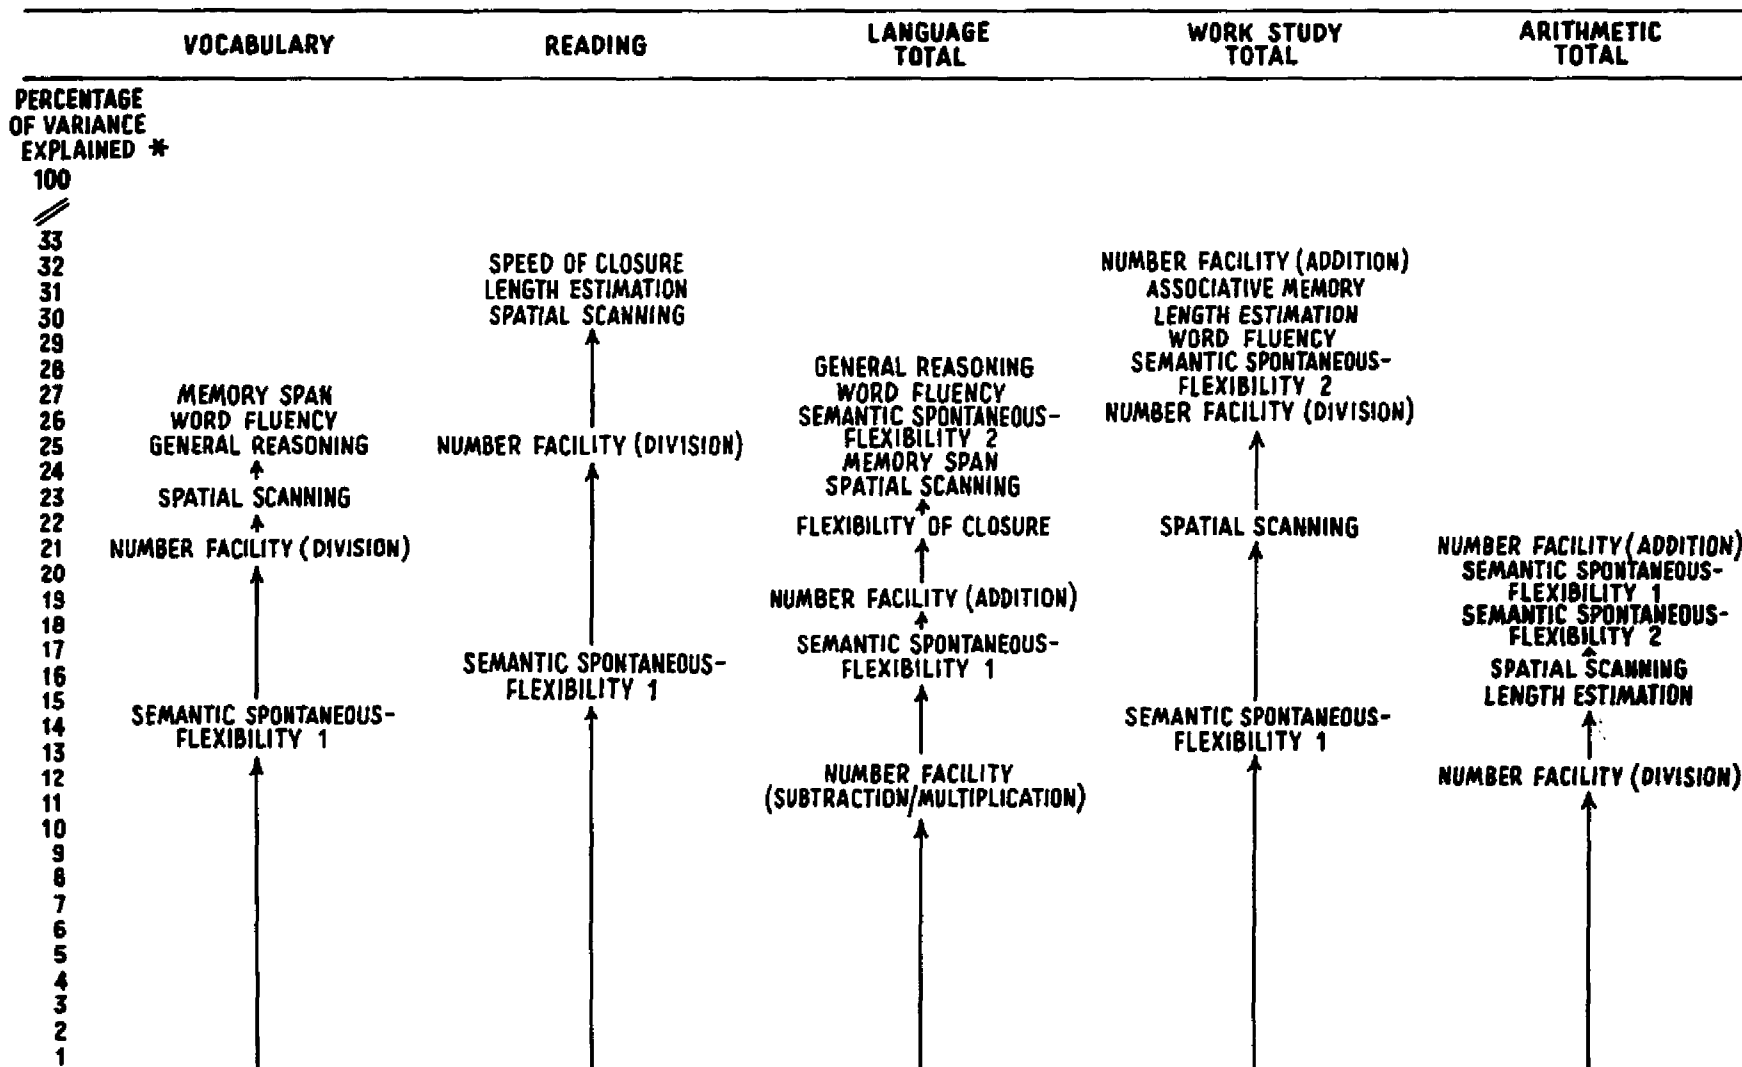 VOCABULARY
READING
LANGUAGE
TOTAL
WORK STUDY
TOTAL
ARITHMETIC
TOTAL
PERCENTAGE
OF VARIANCE
EXPLAINED *
100
33
32
31
30
29
28
27
26
25
24
23
22
21
20
19
18
17
16
15
14
13
12
11
10
9
8
7
6
5
4
3
2
1
MEMORY SPAN
WORD FLUENCY
GENERAL REASONING
SPATIAL SCANNING
NUMBER FACILITY (DIVISION)
SEMANTIC SPONTANEOUS-
FLEXIBILITY 1
SPEED OF CLOSURE
LENGTH ESTIMATION
SPATIAL SCANNING
NUMBER FACILITY (DIVISION)
SEMANTIC SPONTANEOUS-
FLEXIBILITY 1
GENERAL REASONING
WORD FLUENCY
SEMANTIC SPONTANEOUS-
FLEXIBILITY 2
MEMORY SPAN
SPATIAL SCANNING
FLEXIBILITY OF CLOSURE
NUMBER FACILITY (ADDITION)
SEMANTIC SPONTANEOUS-
FLEXIBILITY 1
NUMBER FACILITY
(SUBTRACTION/MULTIPLICATION)
NUMBER FACILITY (ADDITION)
ASSOCIATIVE MEMORY
LENGTH ESTIMATION
WORD FLUENCY
SEMANTIC SPONTANEOUS-
FLEXIBILITY 2
NUMBER FACILITY (DIVISION)
SPATIAL SCANNING
SEMANTIC SPONTANEOUS-
FLEXIBILITY 1
NUMBER FACILITY (ADDITION)
SEMANTIC SPONTANEOUS-
FLEXIBILITY 1
SEMANTIC SPONTANEOUS-
FLEXIBILITY 2
SPATIAL SCANNING
LENGTH ESTIMATION
NUMBER FACILITY (DIVISION)